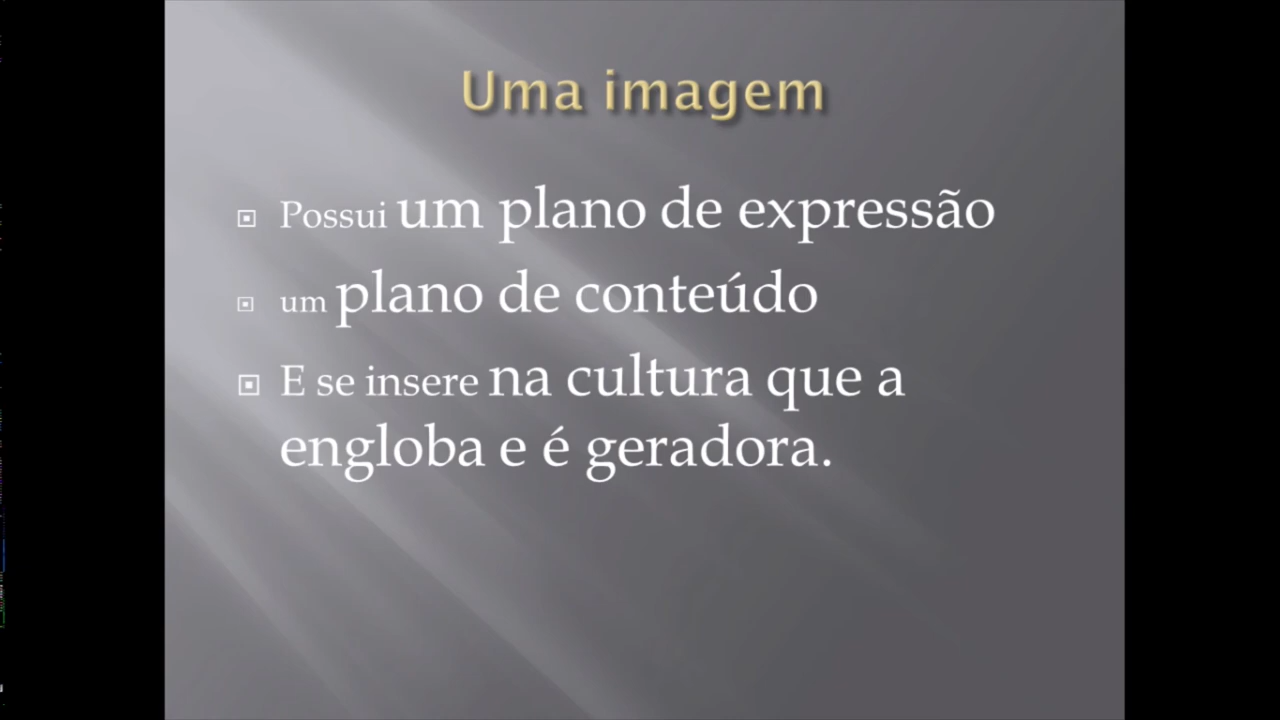 Uma imagem
Possui um plano de expressão
um plano de conteúdo
E se insere na cultura que a
engloba e é geradora.